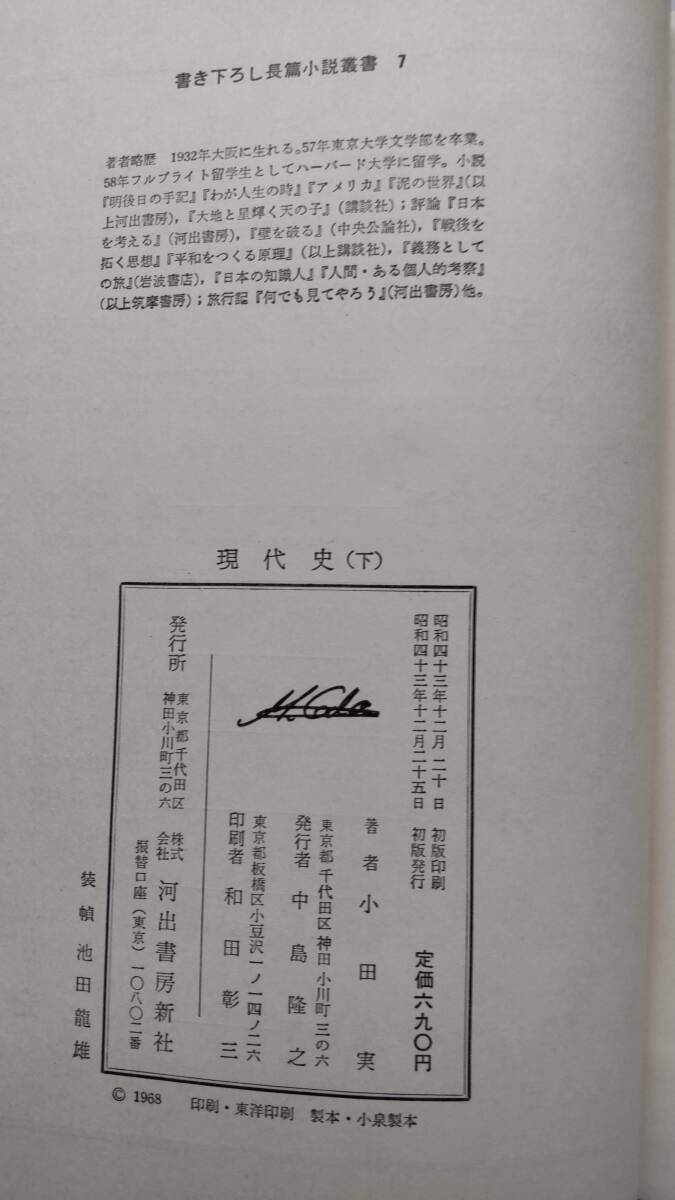 書き下ろし長篇小説叢書 7
著者略歴 1932年大阪に生れる。57年東京大学文学部を卒業。
58年フルブライト留学生としてハーバード大学に留学。小説
『明後日の手記』『わが人生の時』『アメリカ』『泥の世界』(以
上河出書房),『大地と星輝く天の子』(講談社);評論『日本
を考える』(河出書房),『壁を破る』(中央公論社),『戦後を
拓く思想』『平和をつくる原理』(以上講談社),『義務として
の旅』(岩波書店),『日本の知識人』『人間・ある個人的考察』
(以上筑摩書房);旅行記『何でも見てやろう』(河出書房)他。
現代史(下)
昭和四十三年十二月二十日 初版印刷
昭和四十三年十二月二十五日 初版発行
定価六九〇円
著者 小田実
東京都千代田区神田小川町三の六
発行者 中島隆之
東京都板橋区小豆沢一ノ一四ノ二六
印刷者 和田彰三
発行所
東京都千代田区
神田小川町三の六
株式会社 河出書房新社
振替口座(東京)一〇八〇二番
装幀 池田龍雄
© 1968 印刷・東洋印刷 製本・小泉製本